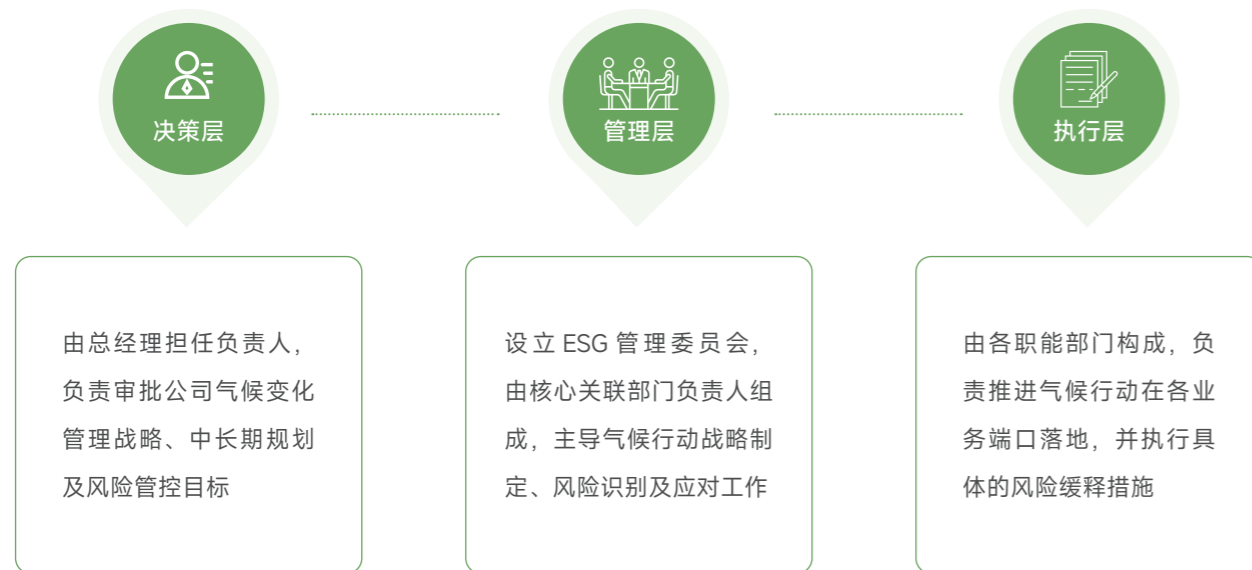 决策层
管理层
执行层
由总经理担任负责人，
负责审批公司气候变化
管理战略、中长期规划
及风险管控目标
设立 ESG 管理委员会，
由核心关联部门负责人组
成，主导气候行动战略制
定、风险识别及应对工作
由各职能部门构成，负
责推进气候行动在各业
务端口落地，并执行具
体的风险缓释措施